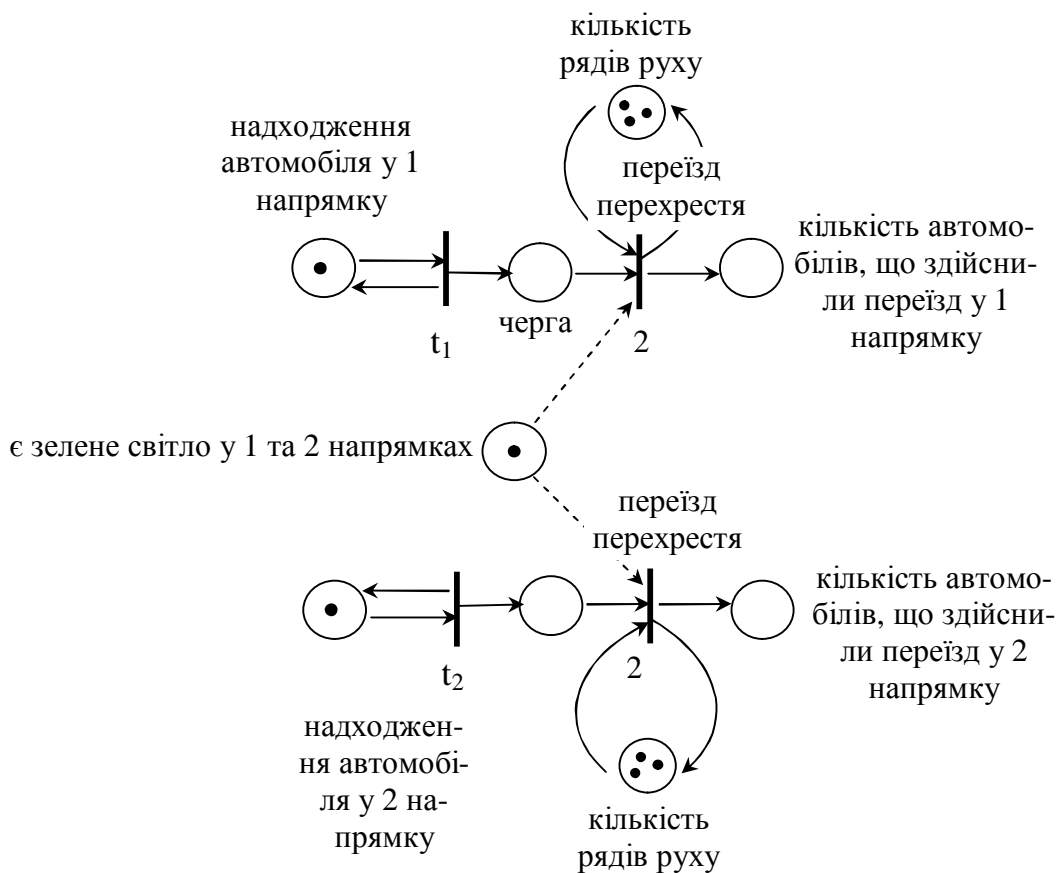 кількість
рядів руху
надходження
автомобіля у 1
напрямку
переїзд
перехрестя
кількість автомо-
білів, що здійсни-
ли переїзд у 1
напрямку
черга
t₁
2
є зелене світло у 1 та 2 напрямках
переїзд
перехрестя
кількість автомо-
білів, що здійсни-
ли переїзд у 2
напрямку
t₂
2
надходжен-
ня автомобі-
ля у 2 на-
прямку
кількість
рядів руху